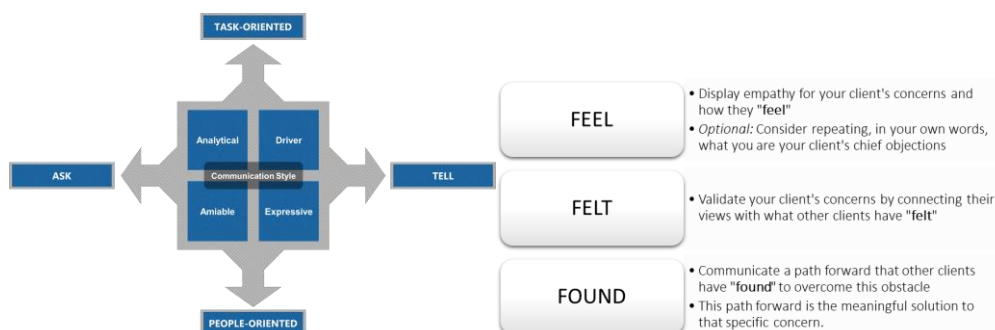 TASK-ORIENTED
Analytical
Driver
Communication Style
ASK
TELL
Amiable
Expressive
PEOPLE-ORIENTED
FEEL
• Display empathy for your client's concerns and
how they "feel"
• Optional: Consider repeating, in your own words,
what you are your client's chief objections
FELT
• Validate your client's concerns by connecting their
views with what other clients have "felt"
FOUND
• Communicate a path forward that other clients
have "found" to overcome this obstacle
• This path forward is the meaningful solution to
that specific concern.